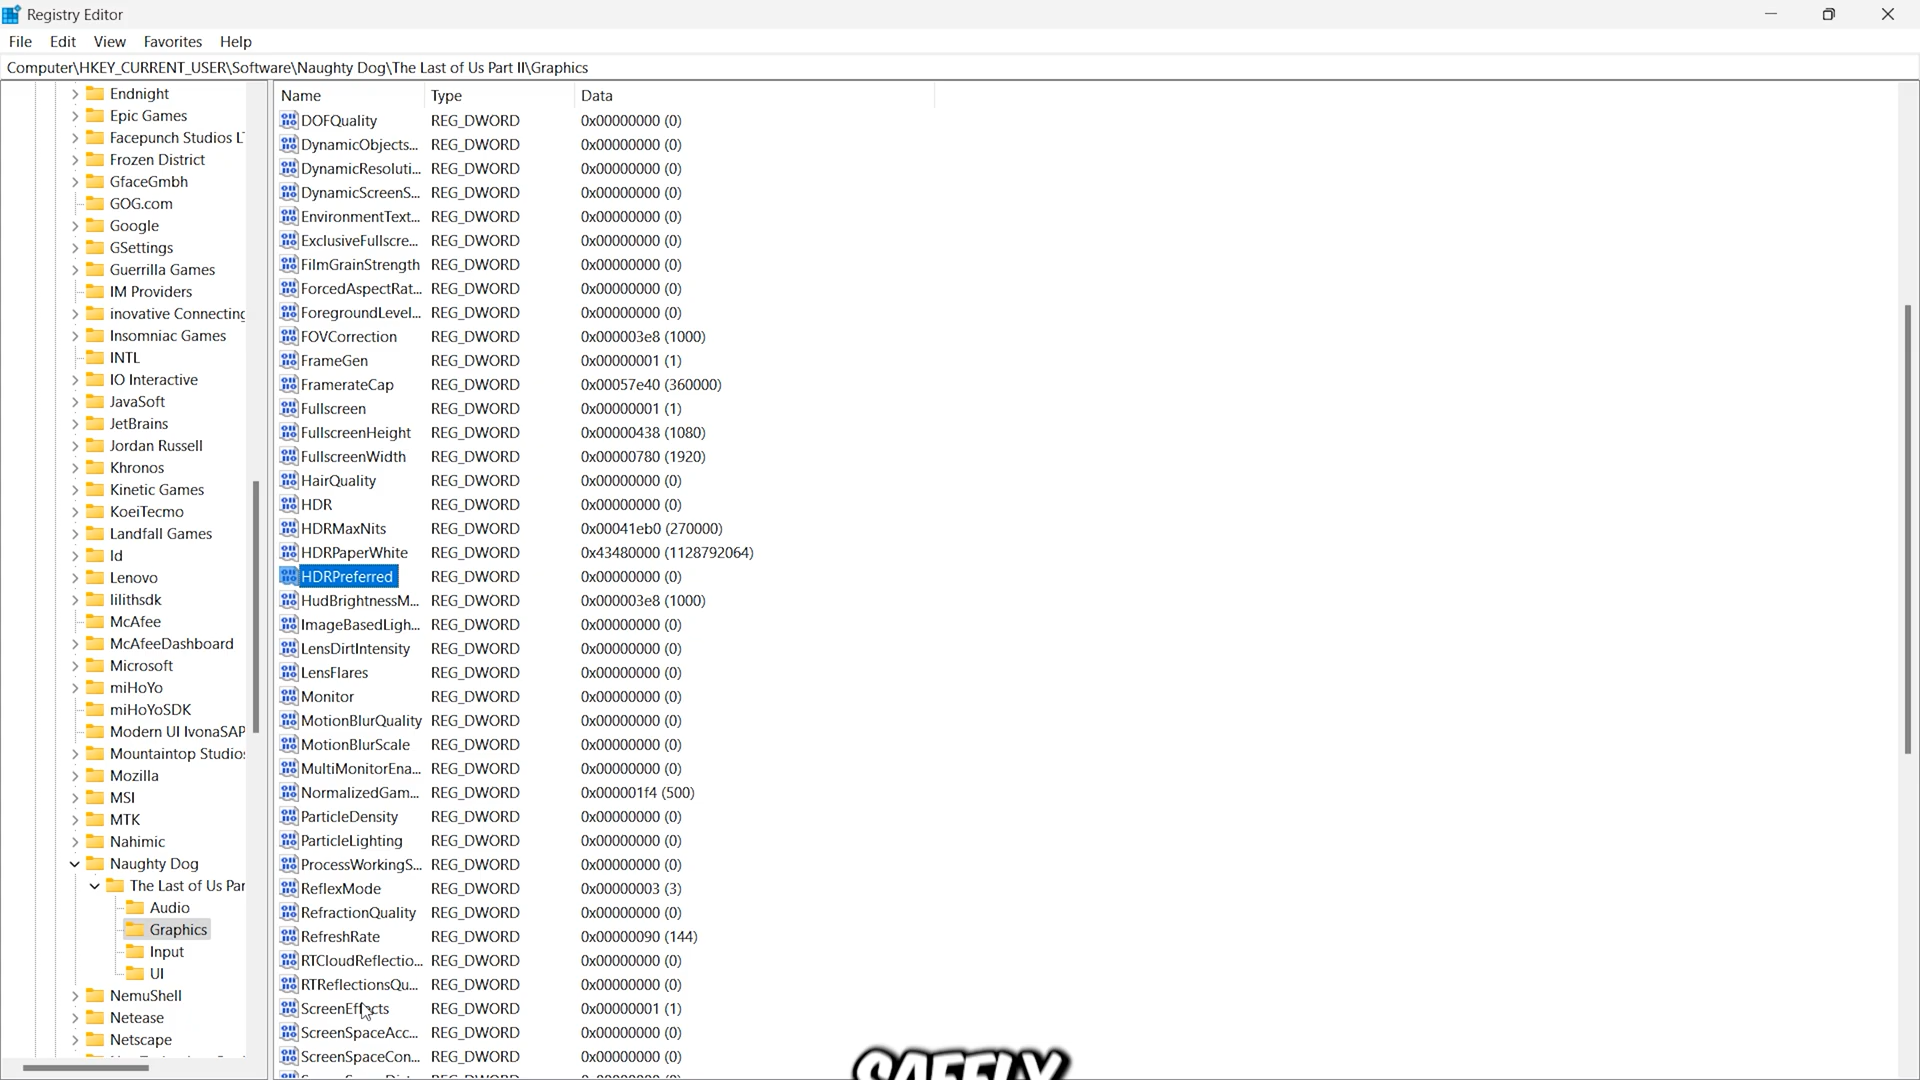 Registry Editor
File Edit View Favorites Help
Computer\HKEY_CURRENT_USER\Software\Naughty Dog\The Last of Us Part II\Graphics
Endnight
Epic Games
Facepunch Studios LT
Frozen District
GfaceGmbh
GOG.com
Google
GSettings
Guerrilla Games
IM Providers
inovative Connecting
Insomniac Games
INTL
IO Interactive
JavaSoft
JetBrains
Jordan Russell
Khronos
Kinetic Games
KoeiTecmo
Landfall Games
ld
Lenovo
lilithsdk
McAfee
McAfeeDashboard
Microsoft
miHoYo
miHoYoSDK
Modern UI IvonaSAP
Mountaintop Studios
Mozilla
MSI
MTK
Nahimic
Naughty Dog
The Last of Us Par
Audio
Graphics
Input
UI
NemuShell
Netease
Netscape
Name Type Data
DOFQuality REG_DWORD 0x00000000 (0)
DynamicObjects... REG_DWORD 0x00000000 (0)
DynamicResoluti... REG_DWORD 0x00000000 (0)
DynamicScreenS... REG_DWORD 0x00000000 (0)
EnvironmentText... REG_DWORD 0x00000000 (0)
ExclusiveFullscre... REG_DWORD 0x00000000 (0)
FilmGrainStrength REG_DWORD 0x00000000 (0)
ForcedAspectRat... REG_DWORD 0x00000000 (0)
ForegroundLevel... REG_DWORD 0x00000000 (0)
FOVCorrection REG_DWORD 0x000003e8 (1000)
FrameGen REG_DWORD 0x00000001 (1)
FramerateCap REG_DWORD 0x00057e40 (360000)
Fullscreen REG_DWORD 0x00000001 (1)
FullscreenHeight REG_DWORD 0x00000438 (1080)
FullscreenWidth REG_DWORD 0x00000780 (1920)
HairQuality REG_DWORD 0x00000000 (0)
HDR REG_DWORD 0x00000000 (0)
HDRMaxNits REG_DWORD 0x00041eb0 (270000)
HDRPaperWhite REG_DWORD 0x43480000 (1128792064)
HDRPreferred REG_DWORD 0x00000000 (0)
HudBrightnessM... REG_DWORD 0x000003e8 (1000)
ImageBasedLigh... REG_DWORD 0x00000000 (0)
LensDirtIntensity REG_DWORD 0x00000000 (0)
LensFlares REG_DWORD 0x00000000 (0)
Monitor REG_DWORD 0x00000000 (0)
MotionBlurQuality REG_DWORD 0x00000000 (0)
MotionBlurScale REG_DWORD 0x00000000 (0)
MultiMonitorEna... REG_DWORD 0x00000000 (0)
NormalizedGam... REG_DWORD 0x000001f4 (500)
ParticleDensity REG_DWORD 0x00000000 (0)
ParticleLighting REG_DWORD 0x00000000 (0)
ProcessWorkingS... REG_DWORD 0x00000000 (0)
ReflexMode REG_DWORD 0x00000003 (3)
RefractionQuality REG_DWORD 0x00000000 (0)
RefreshRate REG_DWORD 0x00000090 (144)
RTCloudReflectio... REG_DWORD 0x00000000 (0)
RTReflectionsQu... REG_DWORD 0x00000000 (0)
ScreenEffects REG_DWORD 0x00000001 (1)
ScreenSpaceAcc... REG_DWORD 0x00000000 (0)
ScreenSpaceCon... REG_DWORD 0x00000000 (0)
SAFELY